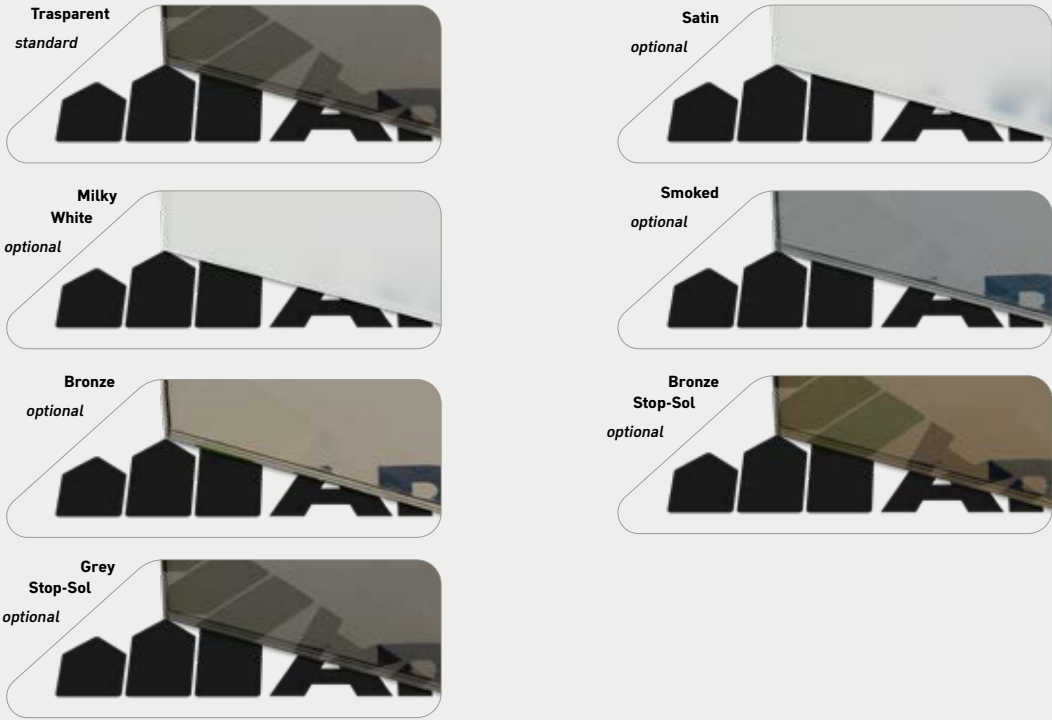 Trasparent
standard
Satin
optional
Milky
White
optional
Smoked
optional
Bronze
optional
Bronze
Stop-Sol
optional
Grey
Stop-Sol
optional